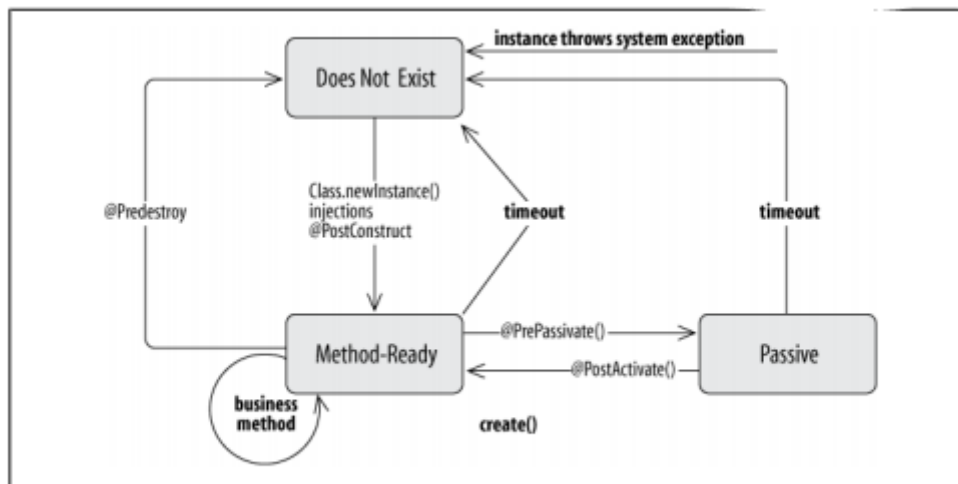 instance throws system exception
Does Not Exist
Class.newInstance()
injections
@PostConstruct
@Predestroy
timeout
timeout
Method-Ready
@PrePassivate()
@PostActivate()
Passive
business
method
create()